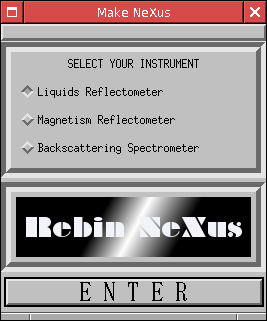 Make NeXus
SELECT YOUR INSTRUMENT
Liquids Reflectometer
Magnetism Reflectometer
Backscattering Spectrometer
Rebin NeXus
ENTER